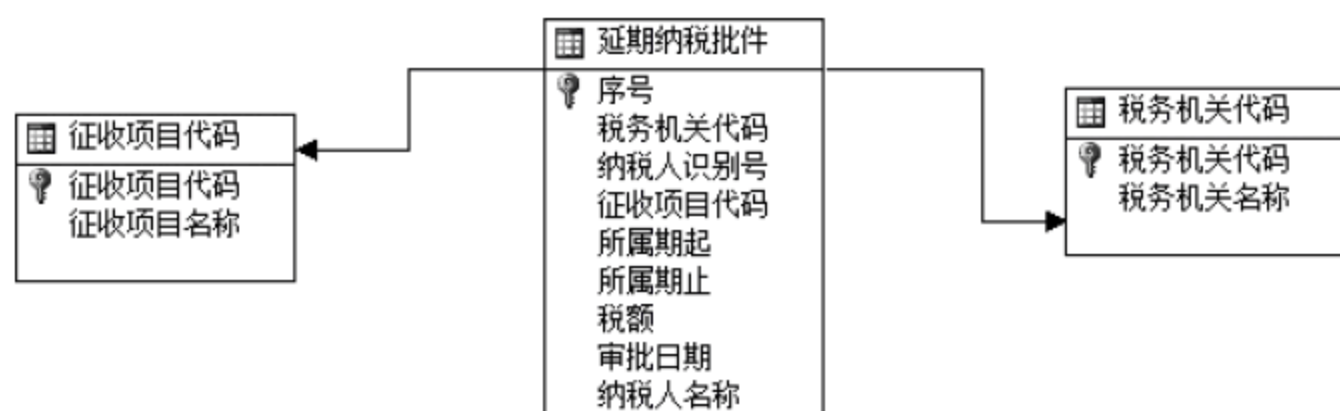 征收项目代码
征收项目代码
征收项目名称
延期纳税批件
序号
税务机关代码
纳税人识别号
征收项目代码
所属期起
所属期止
税额
审批日期
纳税人名称
税务机关代码
税务机关代码
税务机关名称